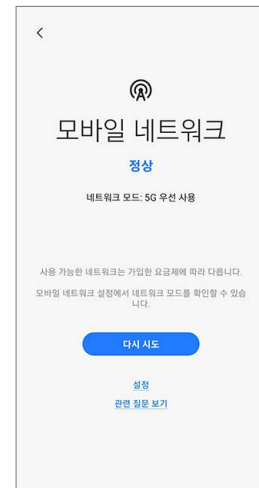 모바일 네트워크
정상
네트워크 모드: 5G 우선 사용
사용 가능한 네트워크는 가입한 요금제에 따라 다릅니다.
모바일 네트워크 설정에서 네트워크 모드를 확인할 수 있습
니다.
다시 시도
설정
관련 질문 보기